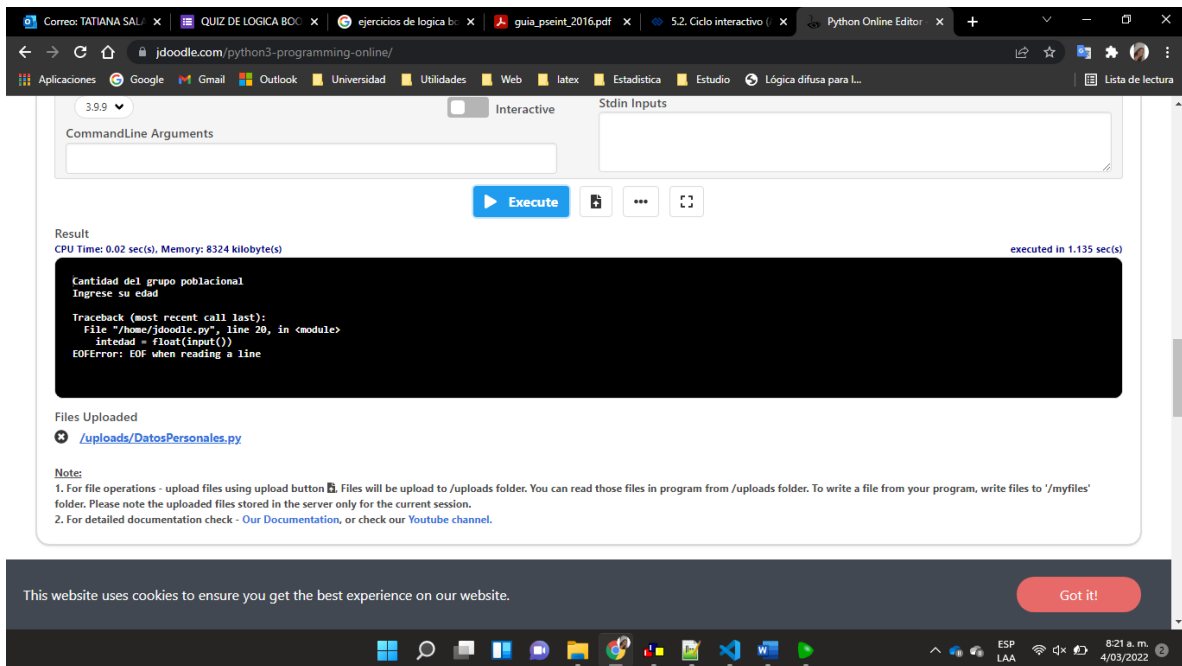 Correo: TATIANA SALA
QUIZ DE LOGICA BOO
ejercicios de logica bo
guia_pseint_2016.pdf
5.2. Ciclo interactivo (
Python Online Editor -
jdoodle.com/python3-programming-online/
Aplicaciones
Google
Gmail
Outlook
Universidad
Utilidades
Web
latex
Estadistica
Estudio
Lógica difusa para l...
Lista de lectura
3.9.9
Interactive
Stdin Inputs
CommandLine Arguments
Execute
Result
CPU Time: 0.02 sec(s), Memory: 8324 kilobyte(s)
executed in 1.135 sec(s)
Cantidad del grupo poblacional
Ingrese su edad
Traceback (most recent call last):
File "/home/jdoodle.py", line 20, in <module>
intedad = float(input())
EOFError: EOF when reading a line
Files Uploaded
/uploads/DatosPersonales.py
Note:
1. For file operations - upload files using upload button , Files will be upload to /uploads folder. You can read those files in program from /uploads folder. To write a file from your program, write files to '/myfiles'
folder. Please note the uploaded files stored in the server only for the current session.
2. For detailed documentation check - Our Documentation, or check our Youtube channel.
This website uses cookies to ensure you get the best experience on our website.
Got it!
ESP
LAA
8:21 a. m.
4/03/2022
2